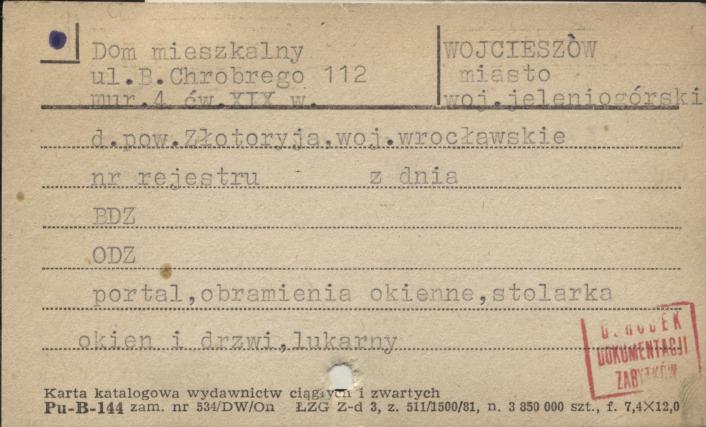 Dom mieszkalny
ul.B.Chrobrego 112
mur.4 ćw.XIX w.
WOJCIESZÓW
miasto
woj.jeleniogórski
d.pow.Złotoryja,woj.wrocławskie
nr rejestru - z dnia
BDZ
ODZ
portal,obramienia okienne,stolarka
okien i drzwi,lukarny
OŚRODEK
DOKUMENTACJI
ZABYTKÓW
Karta katalogowa wydawnictw ciągłych i zwartych
Pu-B-144 zam. nr 534/DW/On ŁZG Z-d 3, z. 511/1500/81, n. 3 850 000 szt., f. 7,4×12,0